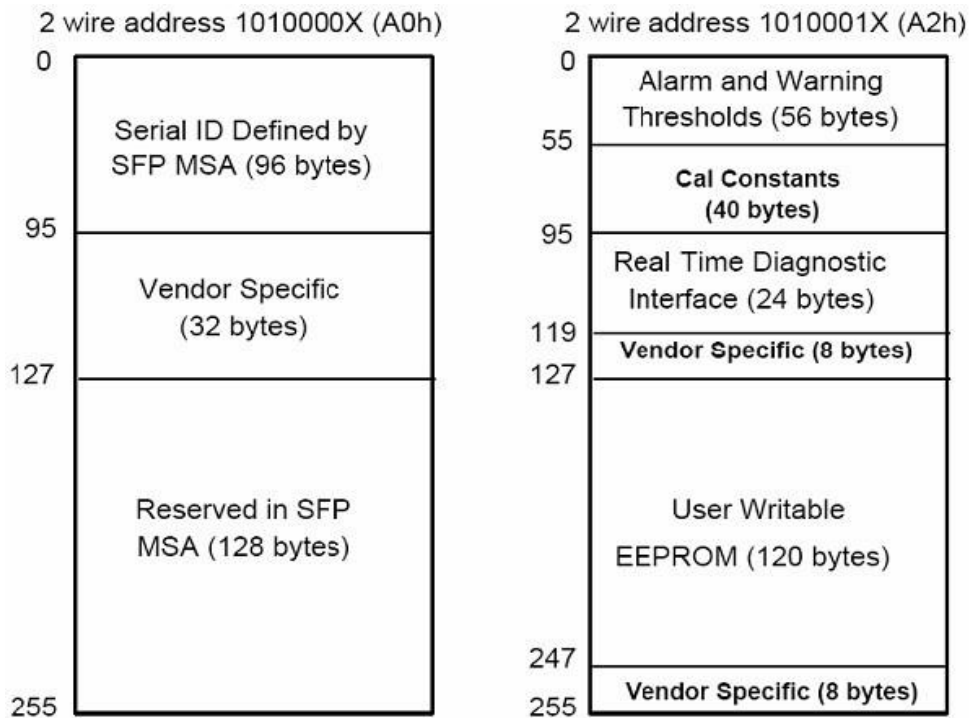 2 wire address 1010000X (A0h)
0
Serial ID Defined by
SFP MSA (96 bytes)
95
Vendor Specific
(32 bytes)
127
Reserved in SFP
MSA (128 bytes)
255
2 wire address 1010001X (A2h)
0
Alarm and Warning
Thresholds (56 bytes)
55
Cal Constants
(40 bytes)
95
Real Time Diagnostic
Interface (24 bytes)
119
Vendor Specific (8 bytes)
127
User Writable
EEPROM (120 bytes)
247
Vendor Specific (8 bytes)
255